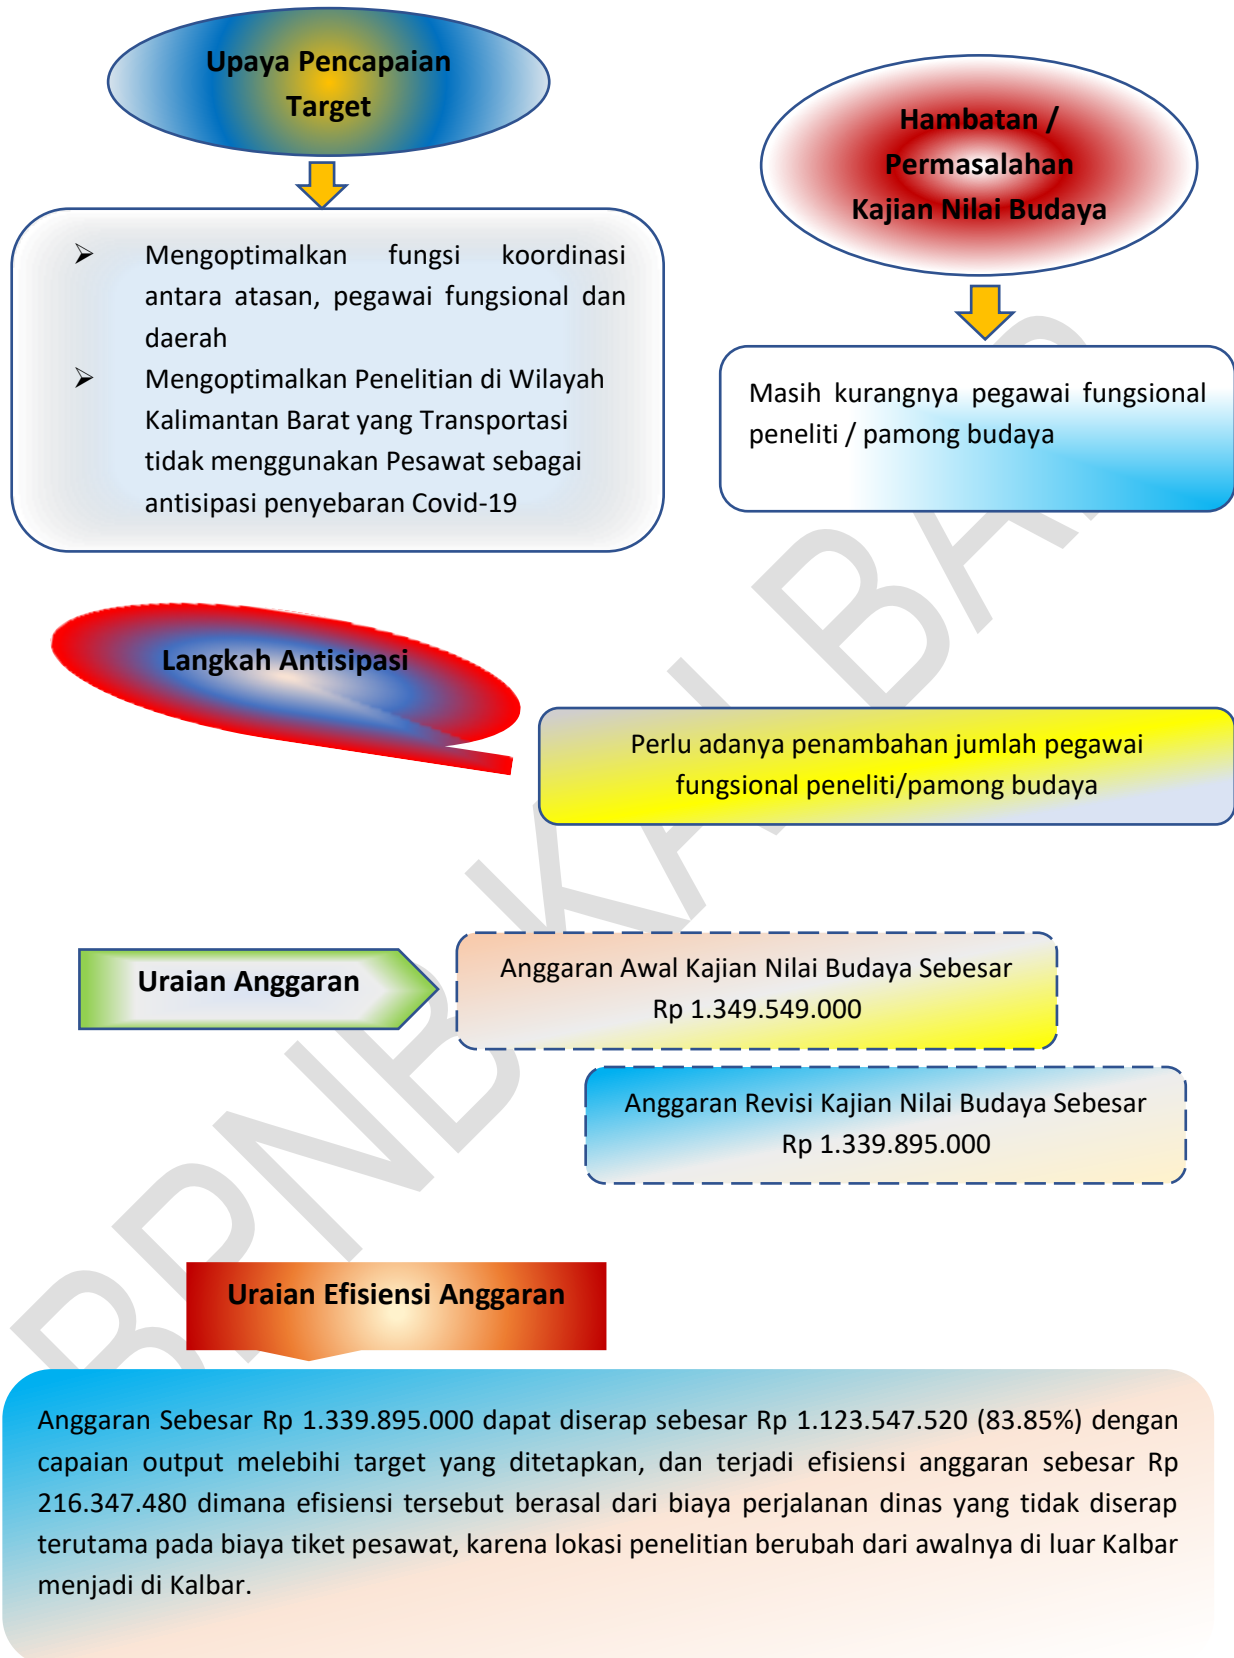 Upaya Pencapaian
Target
Mengoptimalkan fungsi koordinasi
antara atasan, pegawai fungsional dan
daerah
Mengoptimalkan Penelitian di Wilayah
Kalimantan Barat yang Transportasi
tidak menggunakan Pesawat sebagai
antisipasi penyebaran Covid-19
Hambatan /
Permasalahan
Kajian Nilai Budaya
Masih kurangnya pegawai fungsional
peneliti / pamong budaya
Langkah Antisipasi
Perlu adanya penambahan jumlah pegawai
fungsional peneliti/pamong budaya
Uraian Anggaran
Anggaran Awal Kajian Nilai Budaya Sebesar
Rp 1.349.549.000
Anggaran Revisi Kajian Nilai Budaya Sebesar
Rp 1.339.895.000
Uraian Efisiensi Anggaran
Anggaran Sebesar Rp 1.339.895.000 dapat diserap sebesar Rp 1.123.547.520 (83.85%) dengan
capaian output melebihi target yang ditetapkan, dan terjadi efisiensi anggaran sebesar Rp
216.347.480 dimana efisiensi tersebut berasal dari biaya perjalanan dinas yang tidak diserap
terutama pada biaya tiket pesawat, karena lokasi penelitian berubah dari awalnya di luar Kalbar
menjadi di Kalbar.
BPNB KALBAR